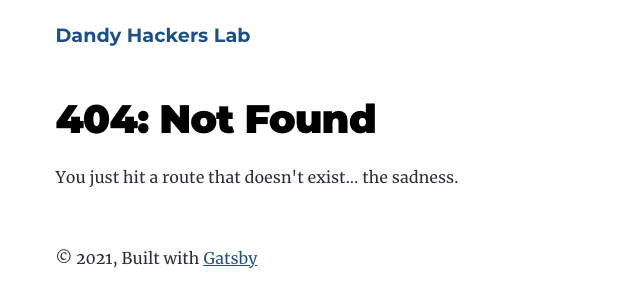 Dandy Hackers Lab
404: Not Found
You just hit a route that doesn't exist... the sadness.
© 2021, Built with Gatsby